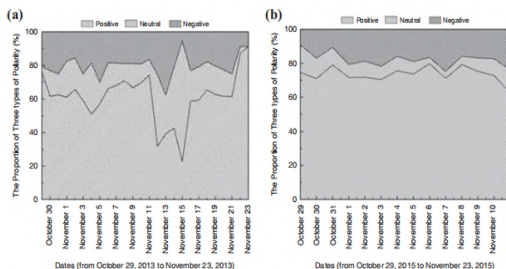 (a)
Positive Neutral Negative
The Proportion of Three types of Polarity (%)
100
80
60
40
20
0
October 30
November 1
November 3
November 5
November 7
November 9
November 11
November 13
November 15
November 17
November 19
November 21
November 23
Dates (from October 29, 2013 to November 23, 2013)
(b)
Positive Neutral Negative
The Proportion of Three types of Polarity (%)
100
80
60
40
20
0
October 29
October 30
October 31
November 1
November 2
November 3
November 4
November 5
November 6
November 7
November 8
November 9
November 10
Dates (from October 29, 2015 to November 23, 2015)